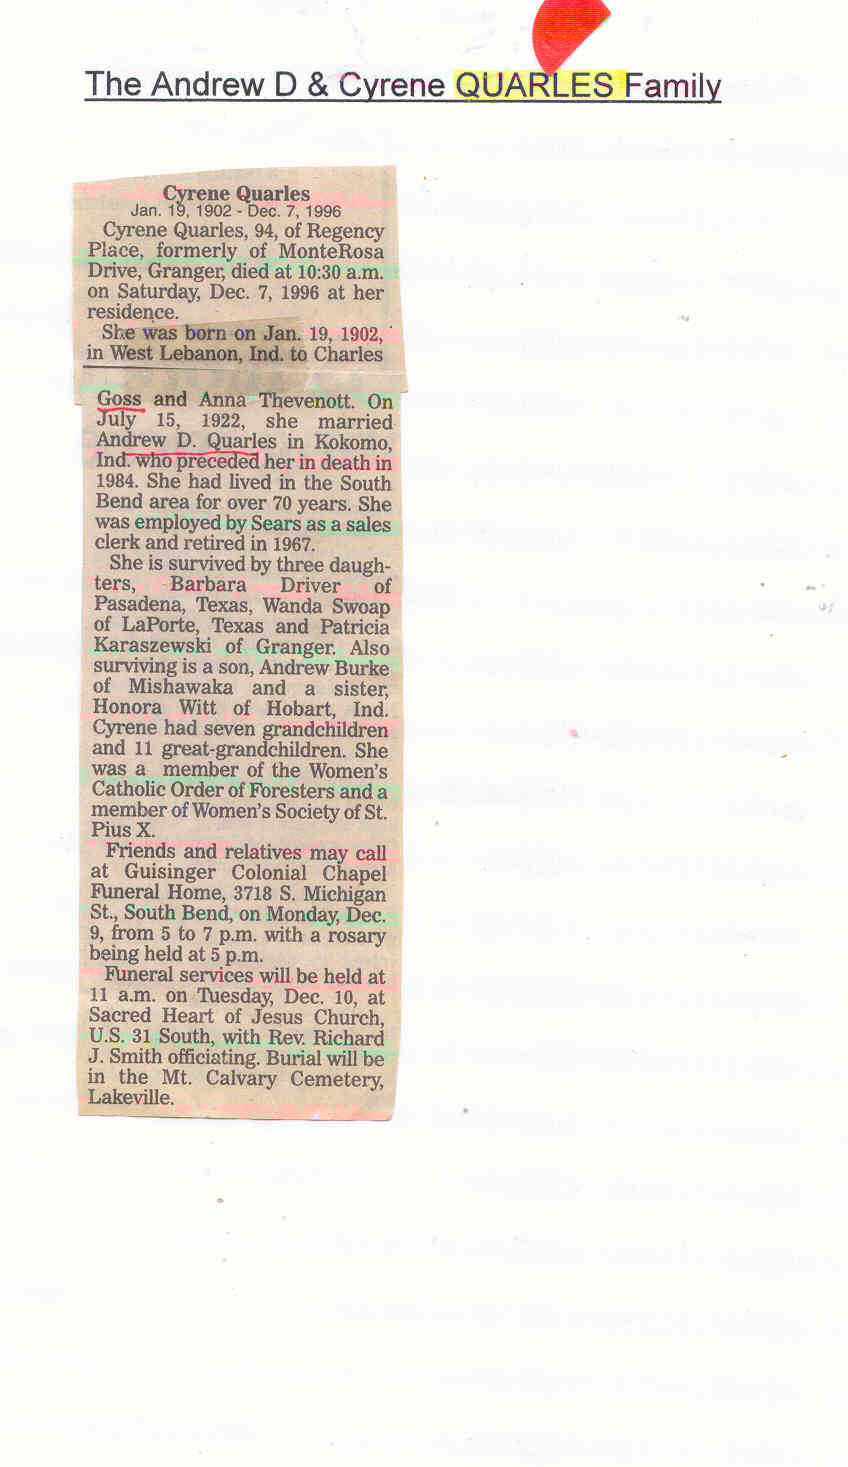 The Andrew D & Cyrene QUARLES Family
Cyrene Quarles
Jan. 19, 1902 - Dec. 7, 1996
Cyrene Quarles, 94, of Regency
Place, formerly of MonteRosa
Drive, Granger, died at 10:30 a.m.
on Saturday, Dec. 7, 1996 at her
residence.
She was born on Jan. 19, 1902,
in West Lebanon, Ind. to Charles
Goss and Anna Thevenott. On
July 15, 1922, she married
Andrew D. Quarles in Kokomo,
Ind. who preceded her in death in
1984. She had lived in the South
Bend area for over 70 years. She
was employed by Sears as a sales
clerk and retired in 1967.
She is survived by three daugh-
ters, Barbara Driver of
Pasadena, Texas, Wanda Swoap
of LaPorte, Texas and Patricia
Karaszewski of Granger. Also
surviving is a son, Andrew Burke
of Mishawaka and a sister,
Honora Witt of Hobart, Ind.
Cyrene had seven grandchildren
and 11 great-grandchildren. She
was a member of the Women's
Catholic Order of Foresters and a
member of Women's Society of St.
Pius X.
Friends and relatives may call
at Guisinger Colonial Chapel
Funeral Home, 3718 S. Michigan
St., South Bend, on Monday, Dec.
9, from 5 to 7 p.m. with a rosary
being held at 5 p.m.
Funeral services will be held at
11 a.m. on Tuesday, Dec. 10, at
Sacred Heart of Jesus Church,
U.S. 31 South, with Rev. Richard
J. Smith officiating. Burial will be
in the Mt. Calvary Cemetery,
Lakeville.